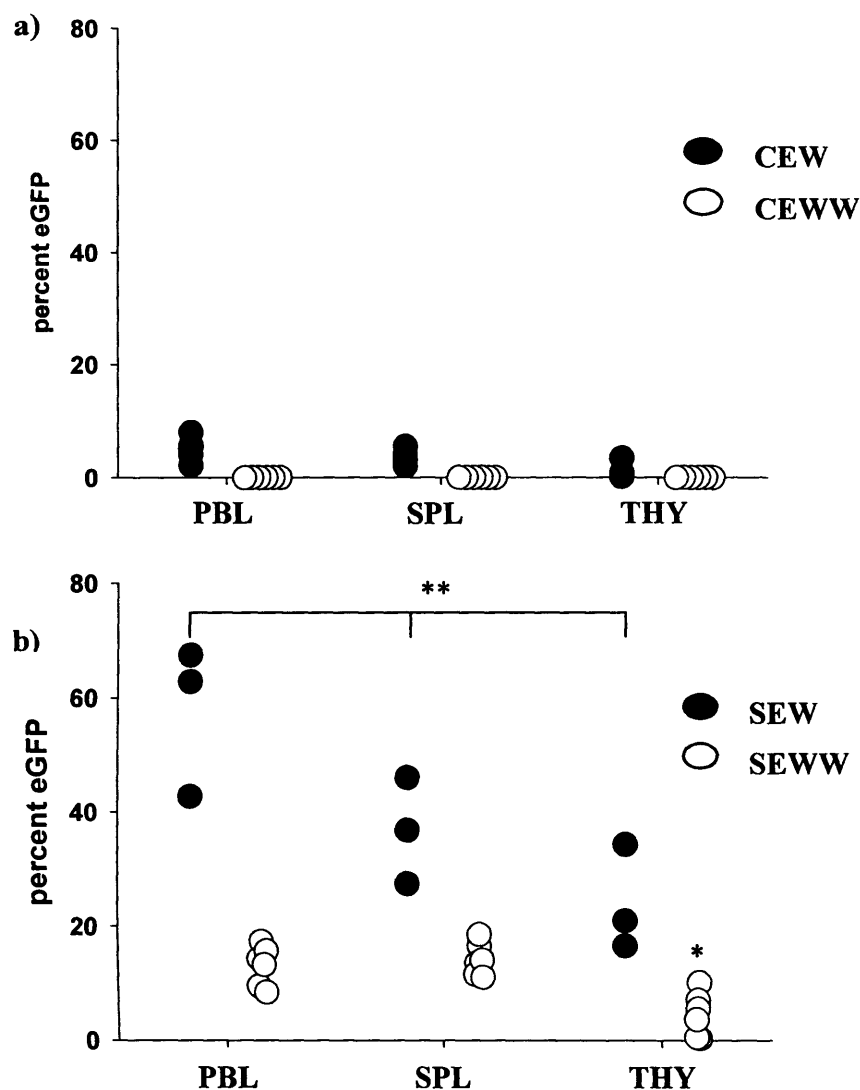 a)
80
60
40
20
0
percent eGFP
CEW
CEWW
PBL SPL THY
b)
80
60
40
20
0
percent eGFP
**
SEW
SEWW
*
PBL SPL THY